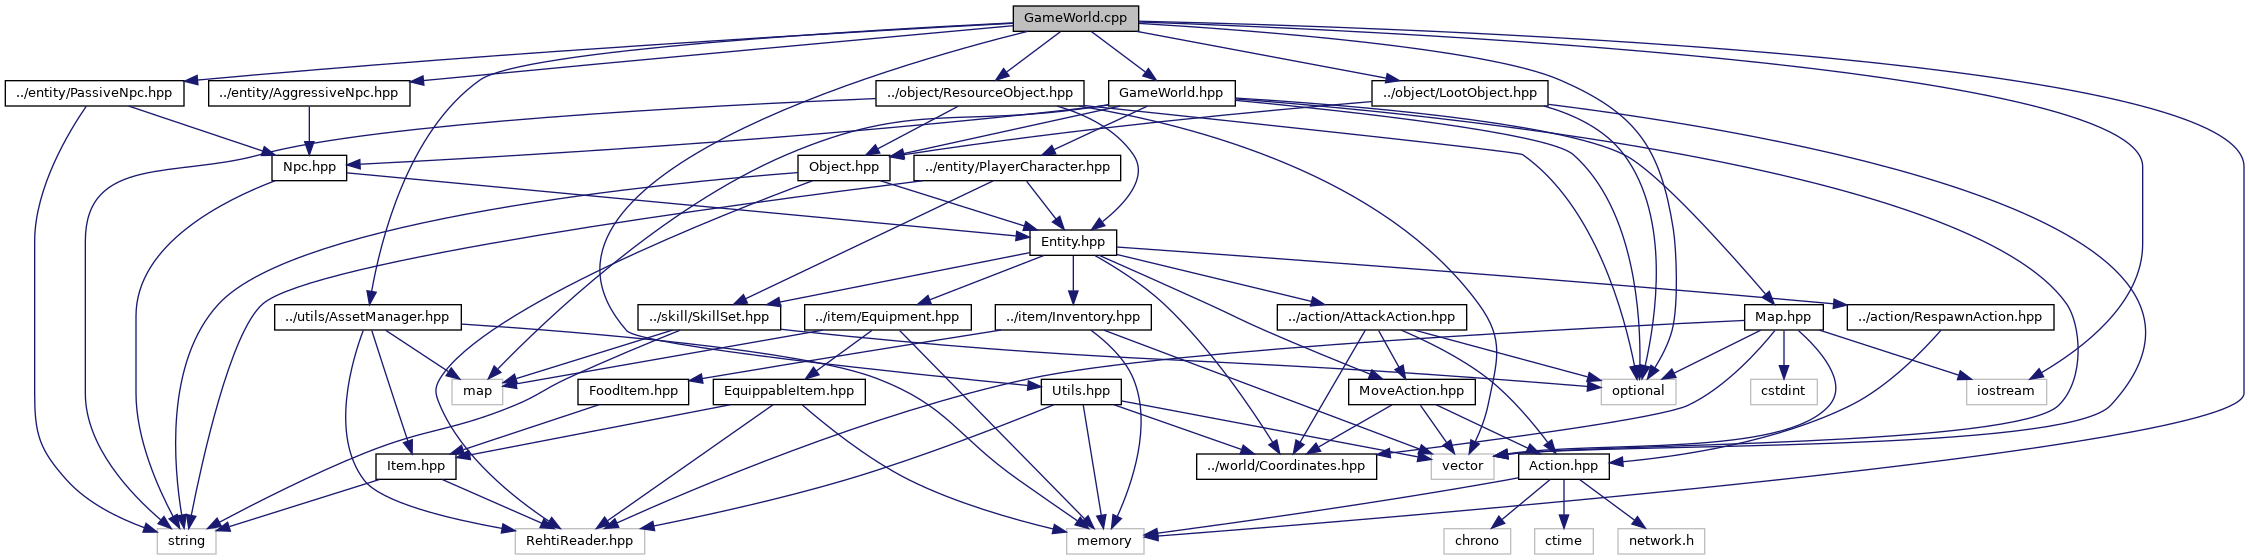 GameWorld.cpp
../entity/PassiveNpc.hpp
../entity/AggressiveNpc.hpp
../object/ResourceObject.hpp
GameWorld.hpp
../object/LootObject.hpp
Npc.hpp
Object.hpp
../entity/PlayerCharacter.hpp
Entity.hpp
../utils/AssetManager.hpp
../skill/SkillSet.hpp
../item/Equipment.hpp
../item/Inventory.hpp
../action/AttackAction.hpp
Map.hpp
../action/RespawnAction.hpp
map
FoodItem.hpp
EquippableItem.hpp
Utils.hpp
MoveAction.hpp
optional
cstdint
iostream
Item.hpp
../world/Coordinates.hpp
vector
Action.hpp
string
RehtiReader.hpp
memory
chrono
ctime
network.h